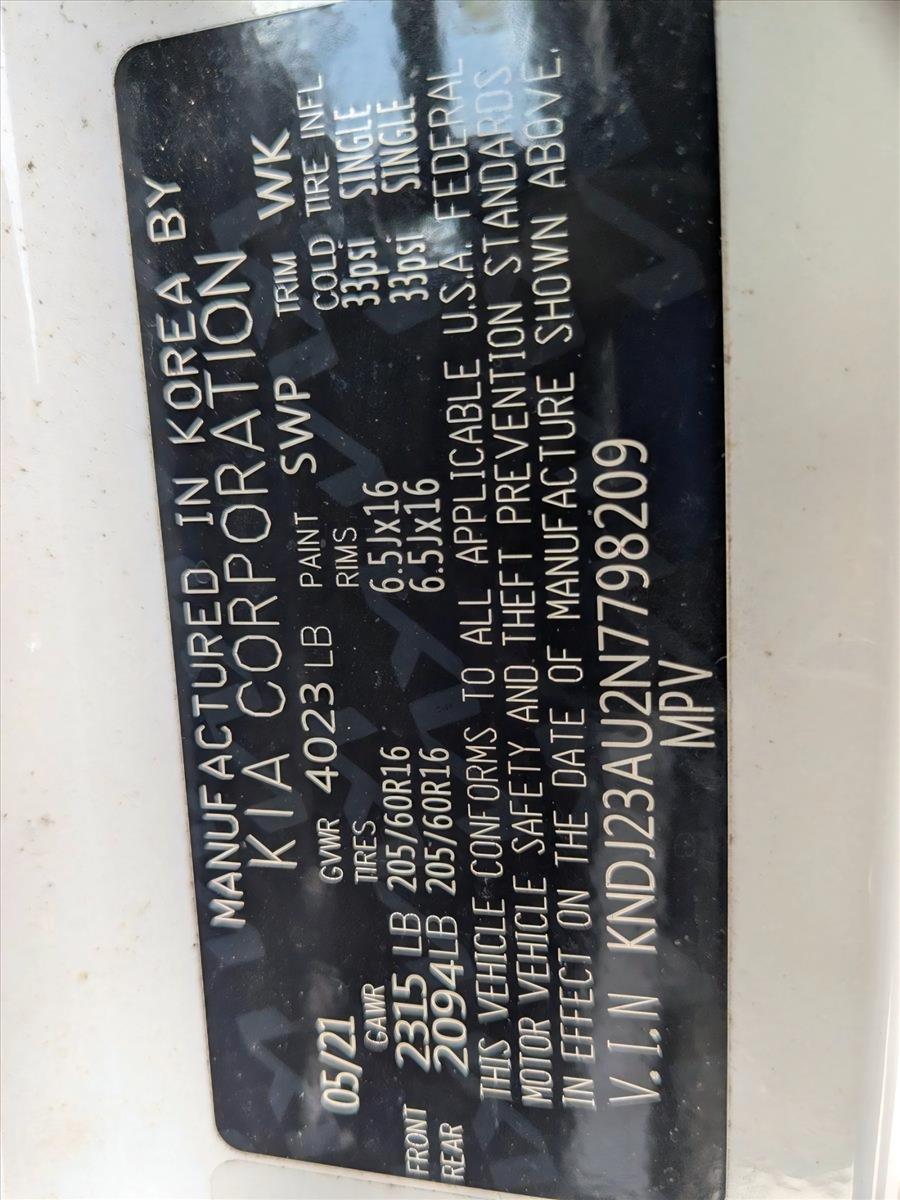 MANUFACTURED IN KOREA BY
KIA CORPORATION
05/21 GVWR 4023 LB PAINT SWP TRIM WK
GAWR TIRES RIMS COLD TIRE INFL
FRONT 2315 LB 205/60R16 6.5Jx16 33psi SINGLE
REAR 2094LB 205/60R16 6.5Jx16 33psi SINGLE
THIS VEHICLE CONFORMS TO ALL APPLICABLE U.S.A. FEDERAL
MOTOR VEHICLE SAFETY AND THEFT PREVENTION STANDARDS
IN EFFECT ON THE DATE OF MANUFACTURE SHOWN ABOVE.
V.I.N KNDJ23AU2N7798209
MPV